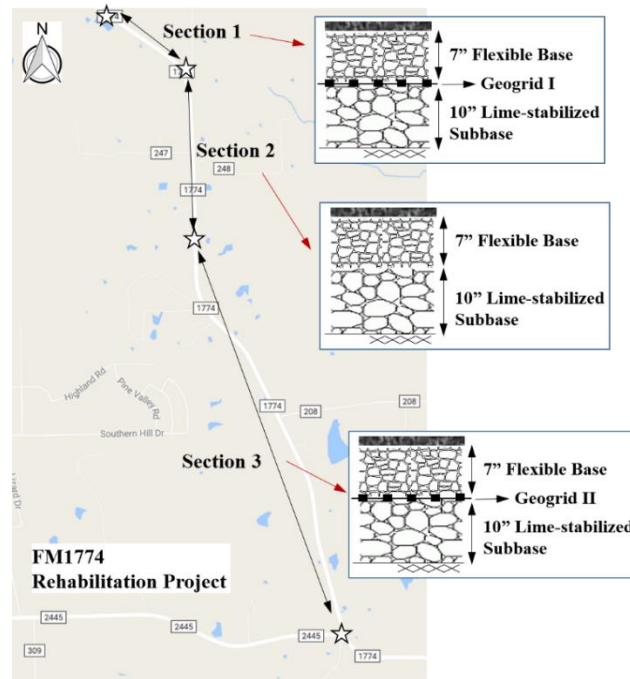 Section 1
7” Flexible Base
Geogrid I
10” Lime-stabilized
Subbase
247
Section 2
248
1774
7” Flexible Base
10” Lime-stabilized
Subbase
1774
Highland Rd
Pine Valley Rd
1774
208
Southern Hill Dr
Section 3
7” Flexible Base
Geogrid II
10” Lime-stabilized
Subbase
FM1774
Rehabilitation Project
2445
2445
2445
309
1774